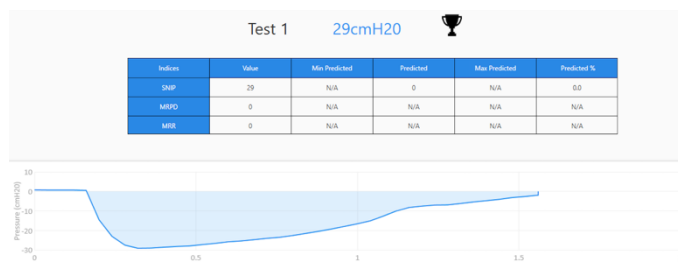 Test 1 29cmH20
Indices Value Min Predicted Predicted Max Predicted Predicted %
SNIP 29 N/A 0 N/A 0.0
MRPD 0 N/A N/A N/A N/A
MRR 0 N/A N/A N/A N/A
Pressure (cmH20)
10
0
-10
-20
-30
0 0.5 1 1.5